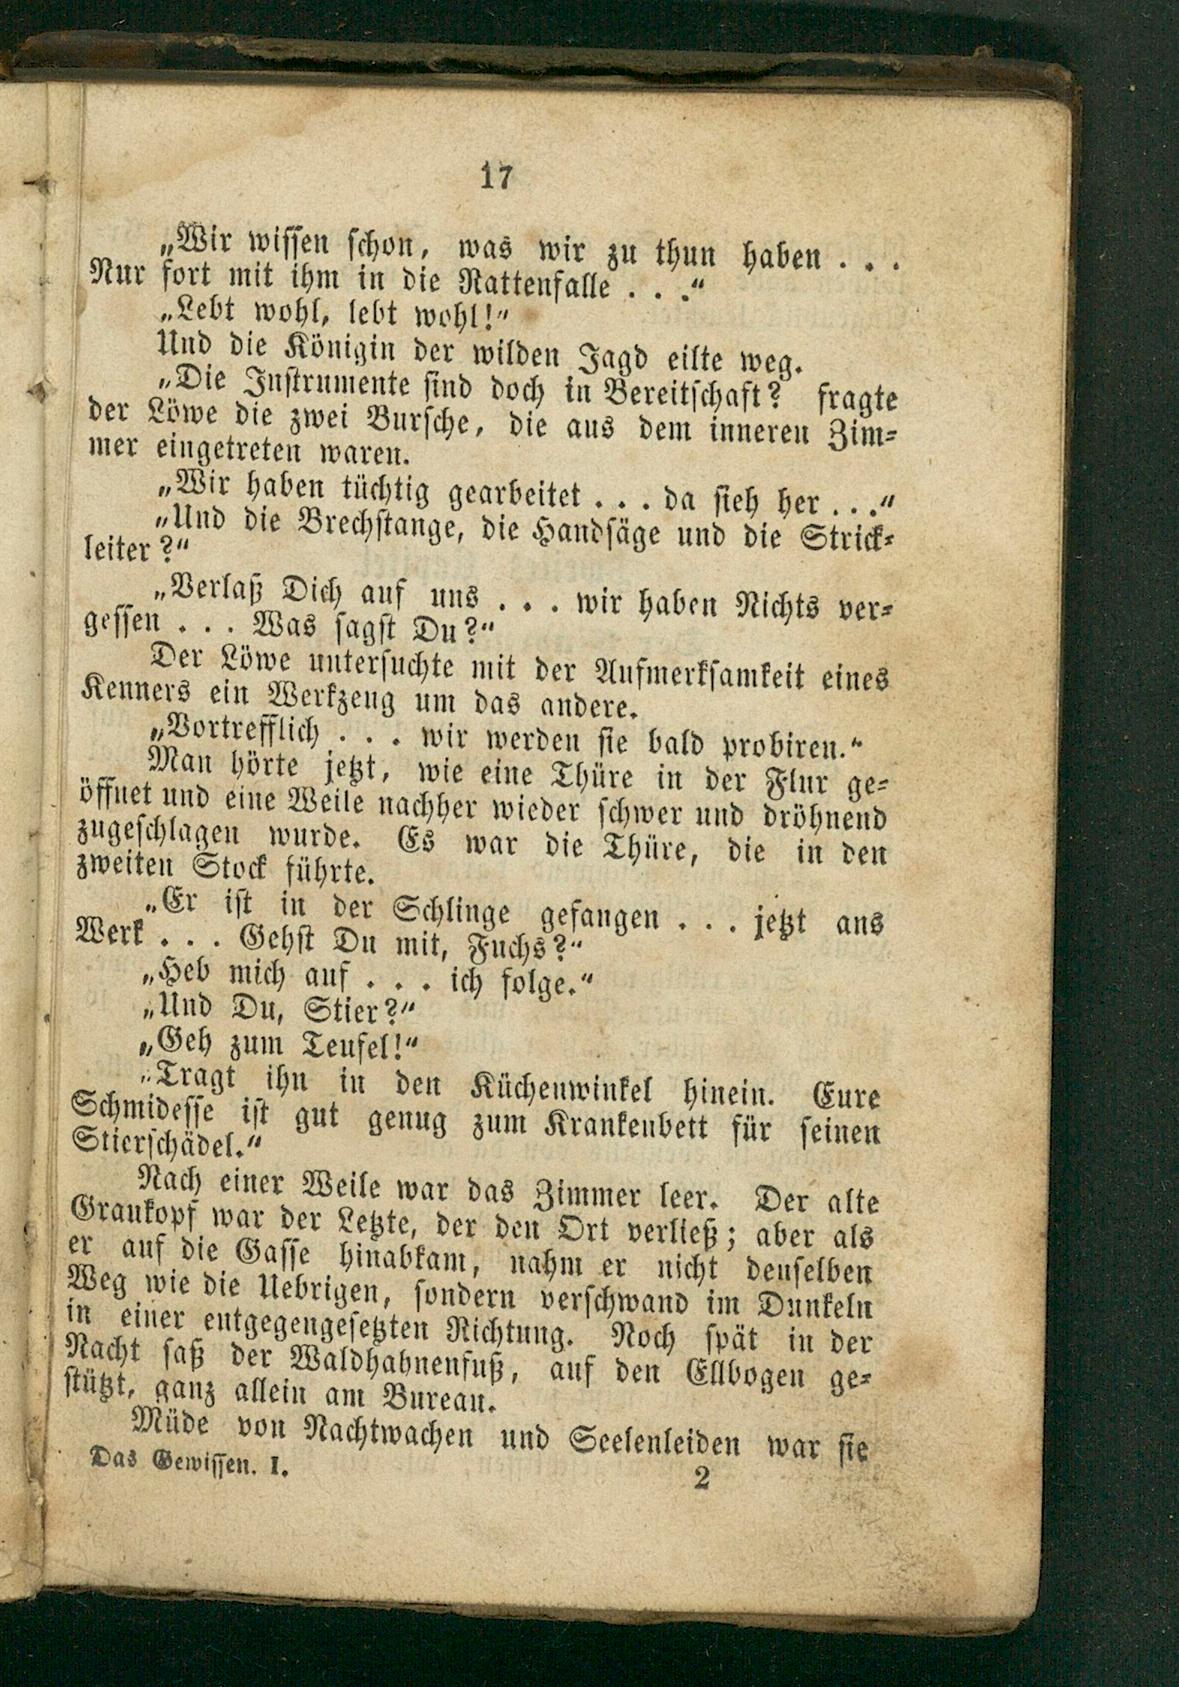 17
„Wir wissen schon, was wir zu thun haben . . .
Nur fort mit ihm in die Rattenfalle . . .“
„Lebt wohl, lebt wohl!“
Und die Königin der wilden Jagd eilte weg.
„Die Instrumente sind doch in Bereitschaft? fragte
der Löwe die zwei Bursche, die aus dem inneren Zim-
mer eingetreten waren.
„Wir haben tüchtig gearbeitet . . . da sieh her . . .“
„Und die Brechstange, die Handsäge und die Strick-
leiter?“
„Verlaß Dich auf uns . . . wir haben Nichts ver-
gessen . . . Was sagst Du?“
Der Löwe untersuchte mit der Aufmerksamkeit eines
Kenners ein Werkzeug um das andere.
„Vortrefflich . . . wir werden sie bald probiren.“
Man hörte jetzt, wie eine Thüre in der Flur ge-
öffnet und eine Weile nachher wieder schwer und dröhnend
zugeschlagen wurde. Es war die Thüre, die in den
zweiten Stock führte.
„Er ist in der Schlinge gefangen . . . jetzt ans
Werk . . . Gehst Du mit, Fuchs?“
„Heb mich auf . . . ich folge.“
„Und Du, Stier?“
„Geh zum Teufel!“
„Tragt ihn in den Küchenwinkel hinein. Eure
Schmidesse ist gut genug zum Krankenbett für seinen
Stierschädel.“
Nach einer Weile war das Zimmer leer. Der alte
Graukopf war der Letzte, der den Ort verließ; aber als
er auf die Gasse hinabkam, nahm er nicht denselben
Weg wie die Uebrigen, sondern verschwand im Dunkeln
in einer entgegengesetzten Richtung. Noch spät in der
Nacht saß der Waldhahnenfuß, auf den Ellbogen ge-
stützt, ganz allein am Bureau.
Müde von Nachtwachen und Seelenleiden war sie
Das Gewissen. I.
2